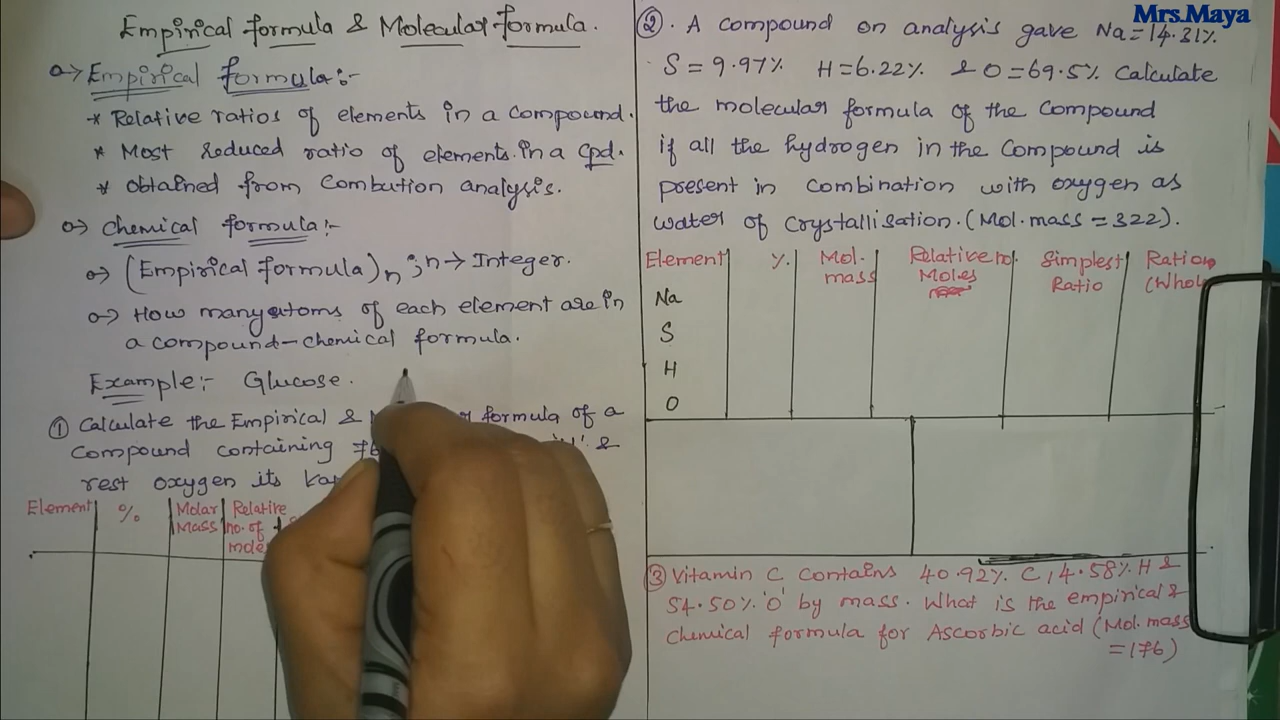 Mrs.Maya
Empirical formula & Molecular formula.
a→ Empirical formula:-
* Relative ratios of elements in a compound.
* Most reduced ratio of elements in a cpd.
* obtained from Combution analysis.
o→ Chemical formula:-
o→ (Empirical formula)n ; n → Integer.
o→ How many atoms of each element are in
a compound - chemical formula.
Example:- Glucose.
① Calculate the Empirical & formula of a
Compound containing &
rest oxygen its
Element % Molar Mass Relative no. of
② . A compound on analysis gave Na = 14.31%
S = 9.97% H = 6.22% & O = 69.5% Calculate
the molecular formula of the Compound
if all the hydrogen in the Compound is
present in combination with oxygen as
water of crystallisation. (Mol. mass = 322).
Element % Mol. mass Relative no. Moles Simplest Ratio Ratio (Whole
Na
S
H
O
③ Vitamin C Contains 40.92% C, 4.58% H &
54.50% 'O' by mass. What is the empirical &
Chemical formula for Ascorbic acid (Mol. mass
= 176)